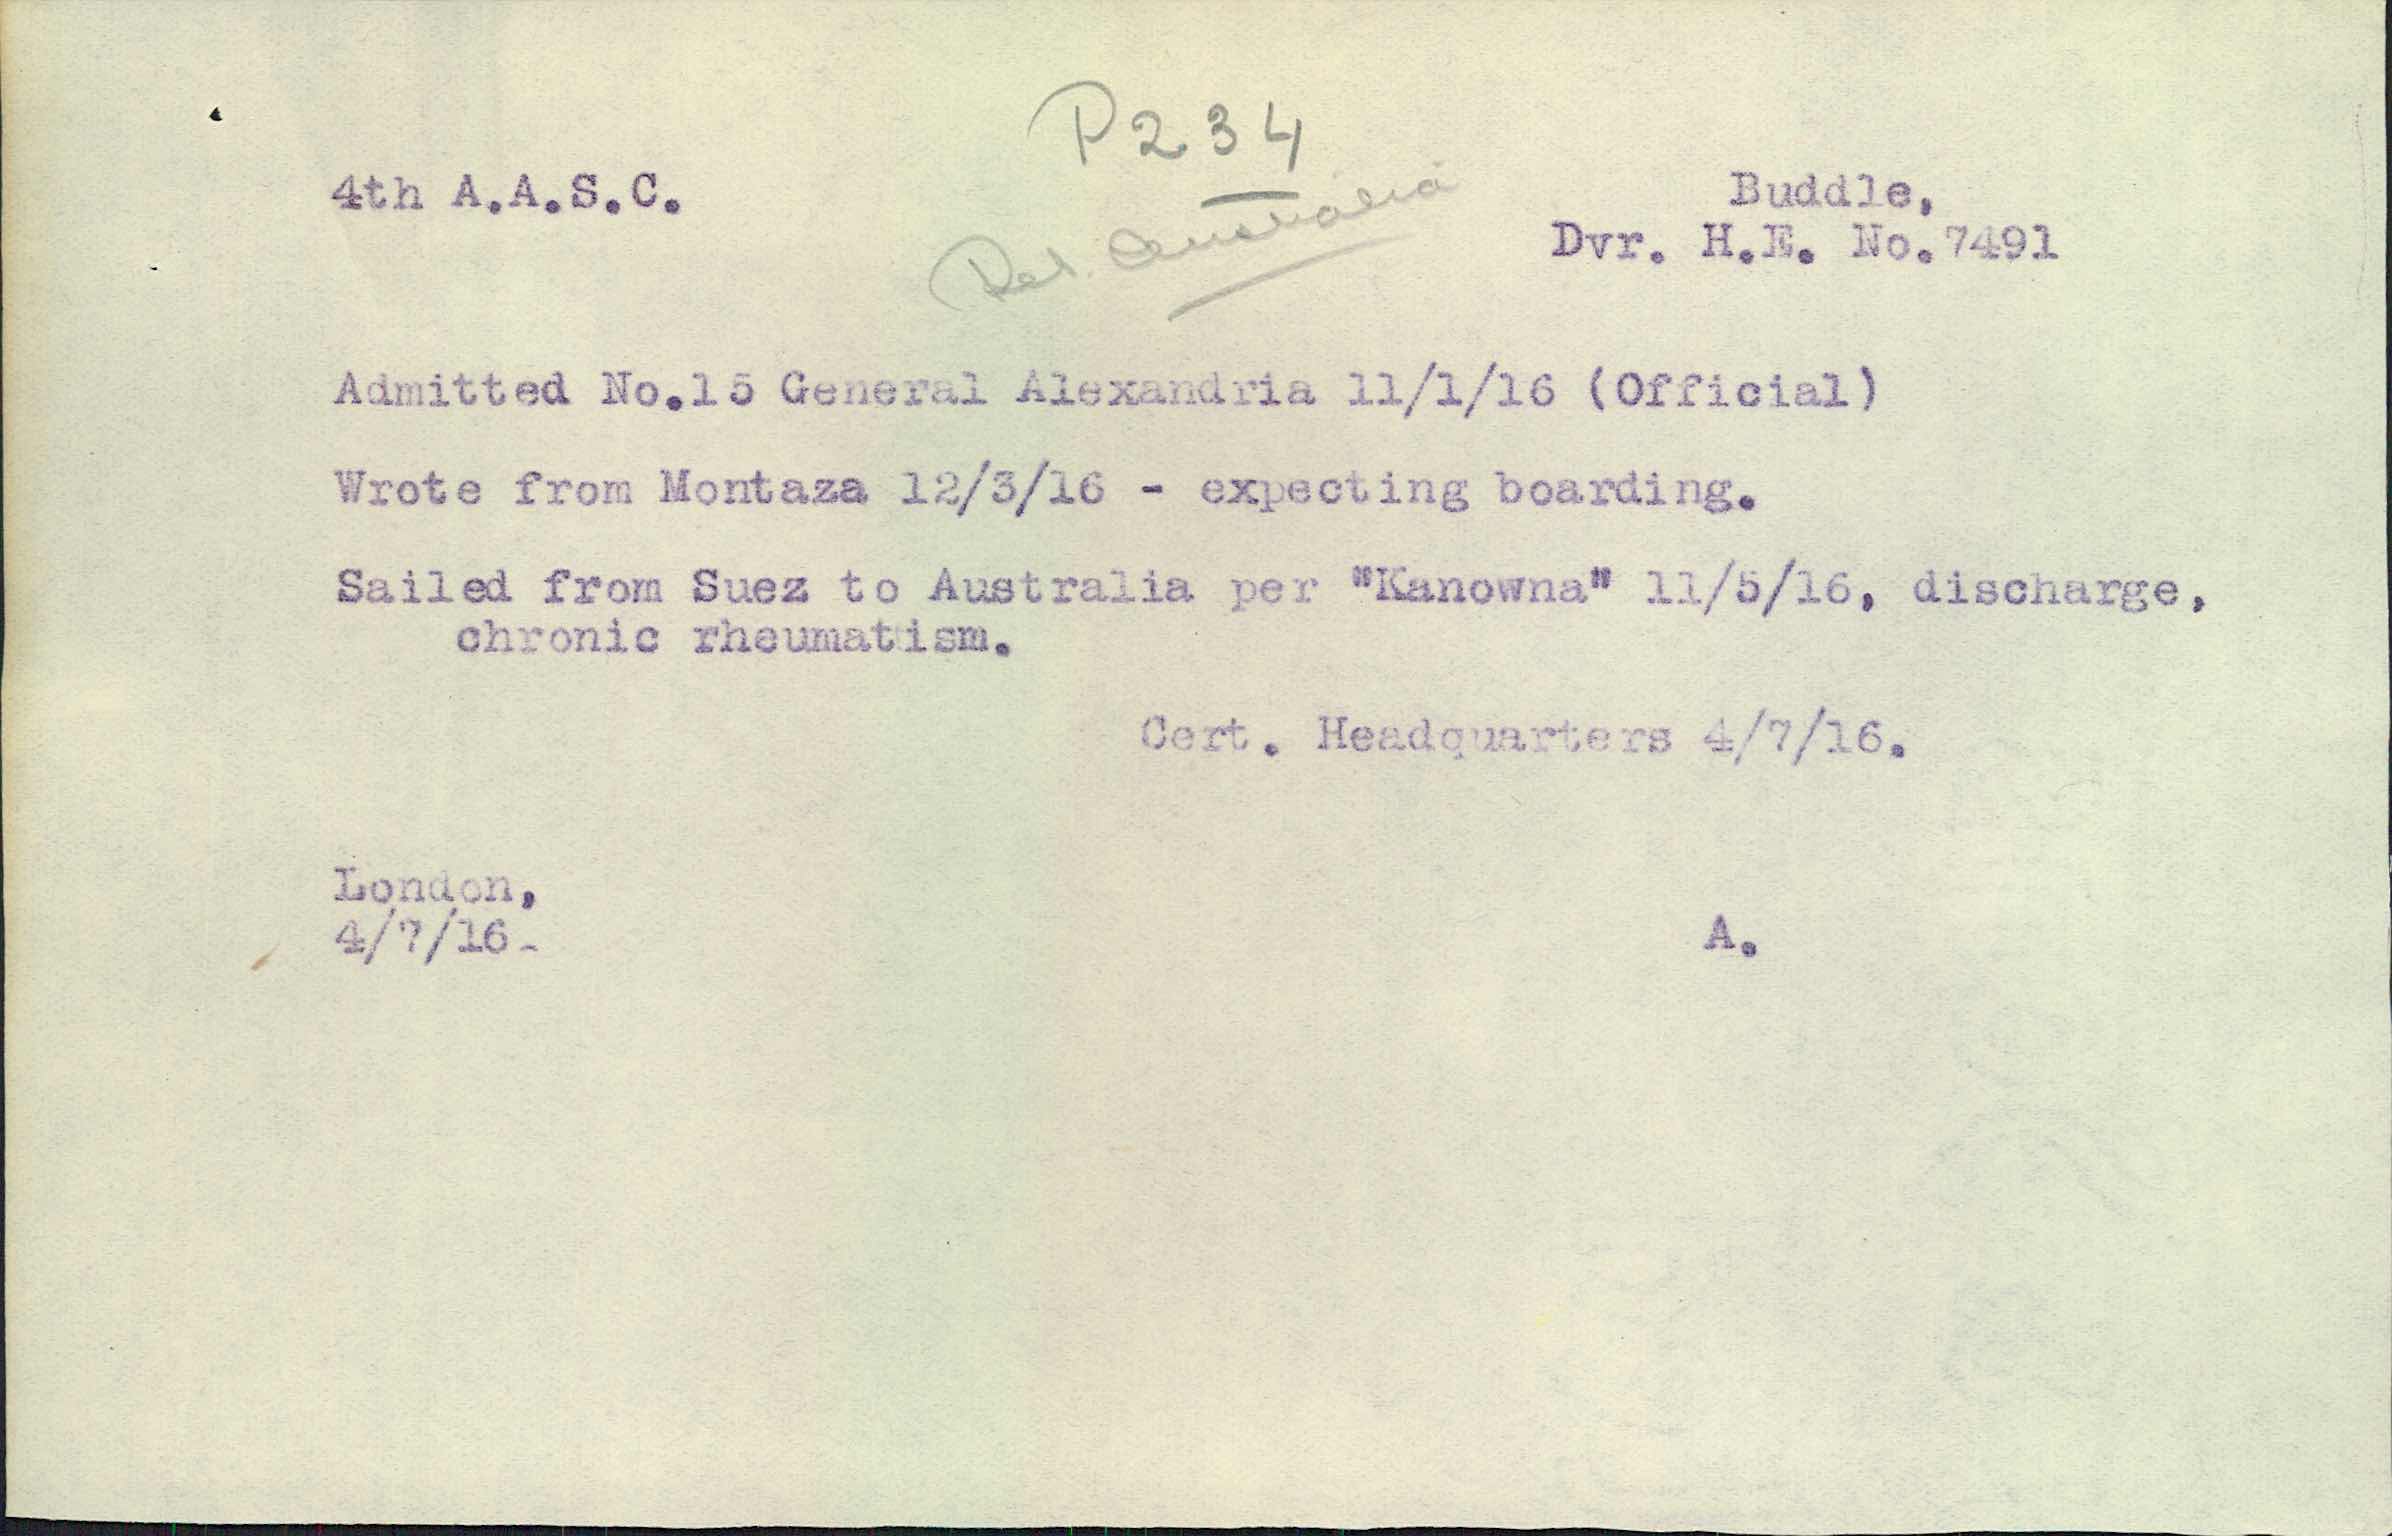 P234
Ret. Australia
4th A.A.S.C.
Buddle,
Dvr. H.E. No.7491
Admitted No.15 General Alexandria 11/1/16 (Official)
Wrote from Montaza 12/3/16 - expecting boarding.
Sailed from Suez to Australia per "Kanowna" 11/5/16, discharge,
chronic rheumatism.
Cert. Headquarters 4/7/16.
London,
4/7/16-
A.